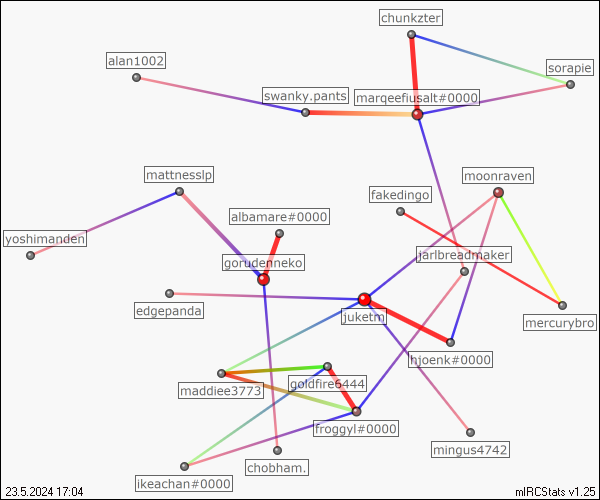 chunkzter
alan1002
sorapie
swanky.pants
marqeefiusalt#0000
mattnesslp
moonraven
fakedingo
albamare#0000
yoshimanden
jarlbreadmaker
gorudenneko
edgepanda
juketm
mercurybro
hjoenk#0000
goldfire6444
maddiee3773
froggyl#0000
mingus4742
chobham.
ikeachan#0000
23.5.2024 17:04
mIRCStats v1.25